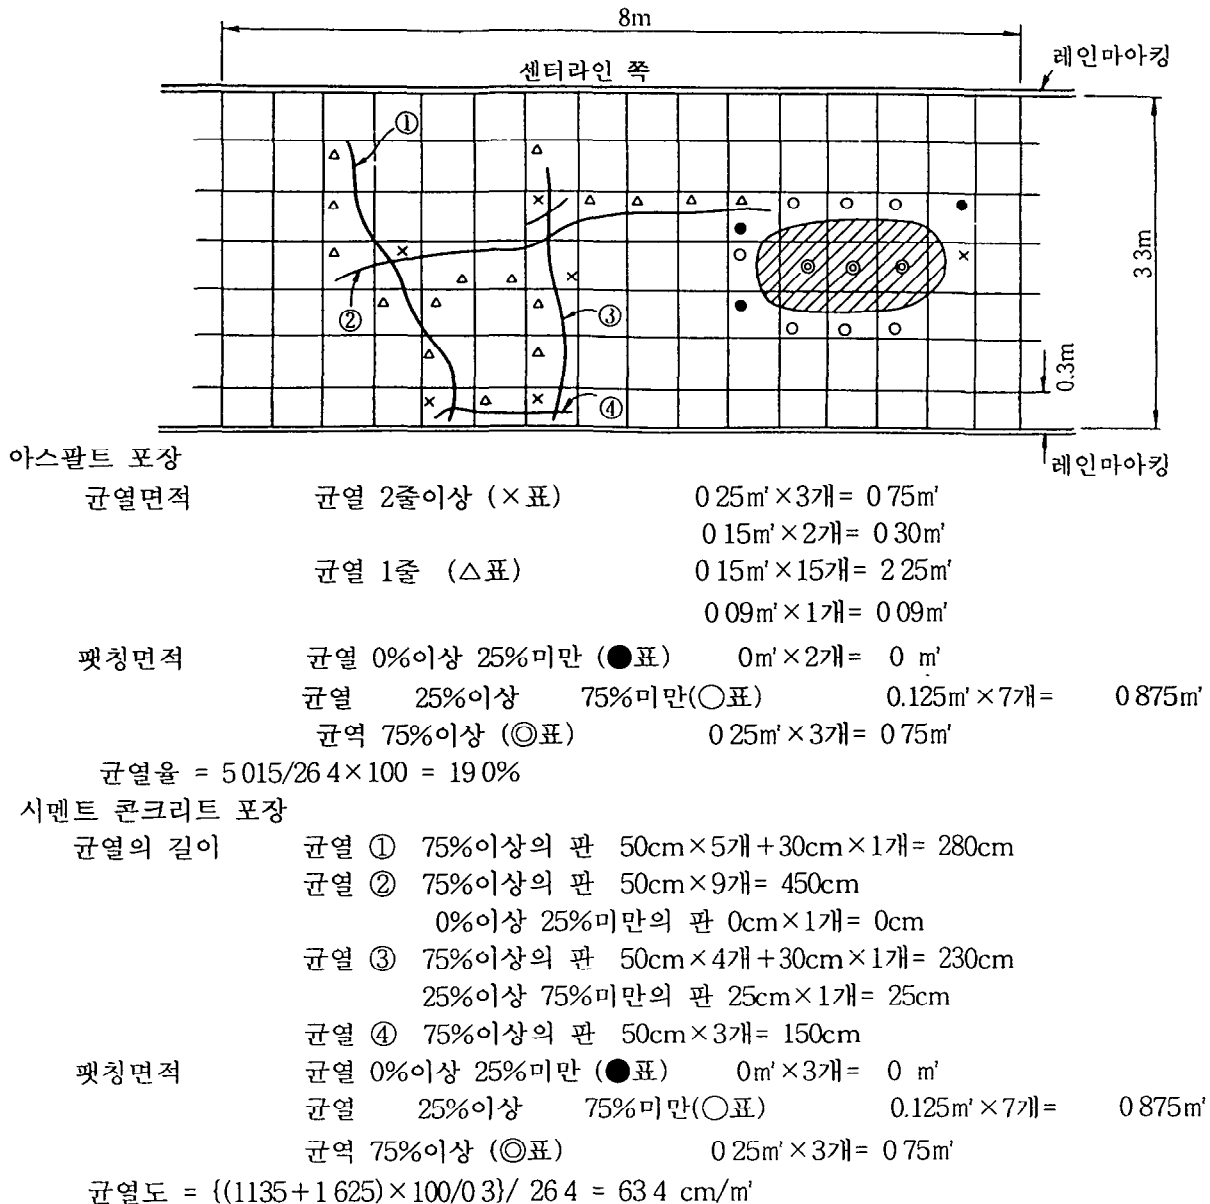 8m
센터라인 쪽
레인마아킹
①
②
③
④
3 3m
0.3m
레인마아킹
아스팔트 포장
균열면적 균열 2줄이상 (×표) 0 25㎡×3개= 0 75㎡
0 15㎡×2개= 0 30㎡
균열 1줄 (△표) 0 15㎡×15개= 2 25㎡
0 09㎡×1개= 0 09㎡
팻칭면적 균열 0%이상 25%미만 (●표) 0㎡×2개= 0 ㎡
균열 25%이상 75%미만(○표) 0.125㎡×7개= 0 875㎡
균역 75%이상 (◎표) 0 25㎡×3개= 0 75㎡
균열율 = 5 015/26 4×100 = 19 0%
시멘트 콘크리트 포장
균열의 길이 균열 ① 75%이상의 판 50cm×5개+30cm×1개= 280cm
균열 ② 75%이상의 판 50cm×9개= 450cm
0%이상 25%미만의 판 0cm×1개= 0cm
균열 ③ 75%이상의 판 50cm×4개+30cm×1개= 230cm
25%이상 75%미만의 판 25cm×1개= 25cm
균열 ④ 75%이상의 판 50cm×3개= 150cm
팻칭면적 균열 0%이상 25%미만 (●표) 0㎡×3개= 0 ㎡
균열 25%이상 75%미만(○표) 0.125㎡×7개= 0 875㎡
균역 75%이상 (◎표) 0 25㎡×3개= 0 75㎡
균열도 = {(1135+1 625)×100/0 3}/ 26 4 = 63 4 cm/㎡